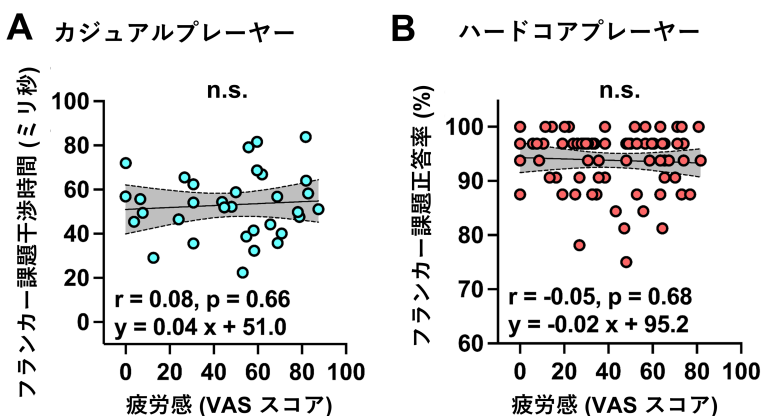 A カジュアルプレーヤー
n.s.
フランカー課題干渉時間 (ミリ秒)
100
80
60
40
20
0
r = 0.08, p = 0.66
y = 0.04 x + 51.0
0 20 40 60 80 100
疲労感 (VAS スコア)
B ハードコアプレーヤー
n.s.
フランカー課題正答率 (%)
100
90
80
70
60
r = -0.05, p = 0.68
y = -0.02 x + 95.2
0 20 40 60 80 100
疲労感 (VAS スコア)